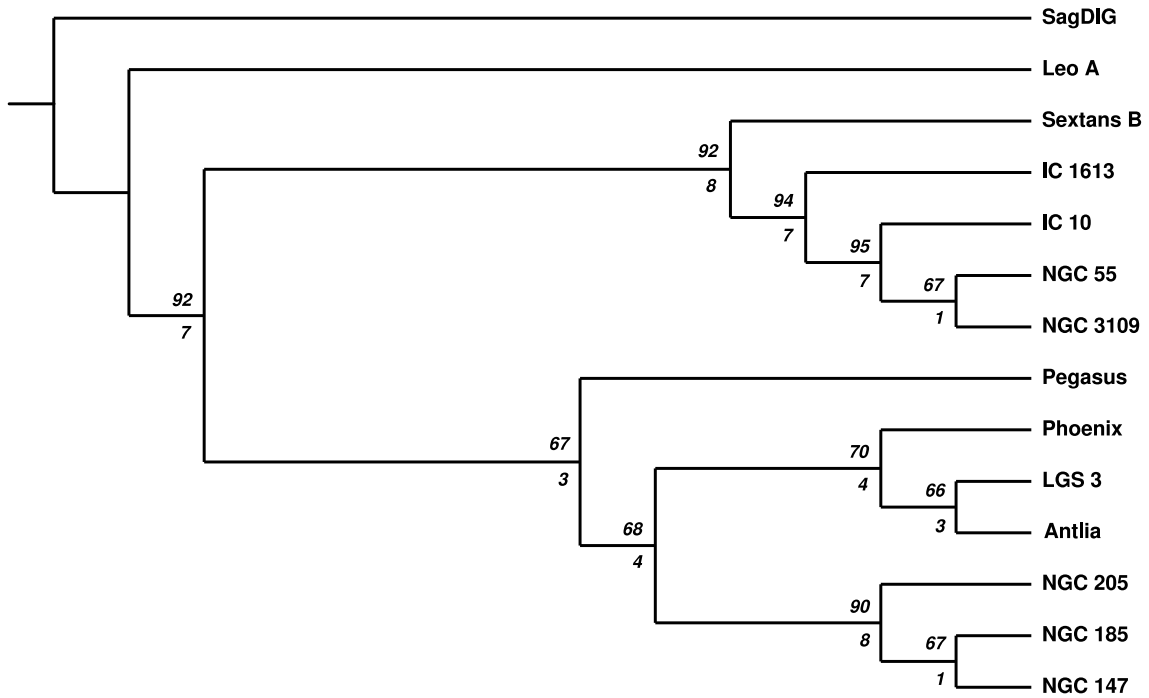 SagDIG
Leo A
Sextans B
92
8
IC 1613
94
7
IC 10
95
7
NGC 55
67
1
NGC 3109
92
7
Pegasus
67
3
Phoenix
70
4
LGS 3
66
3
Antlia
68
4
NGC 205
90
8
NGC 185
67
1
NGC 147